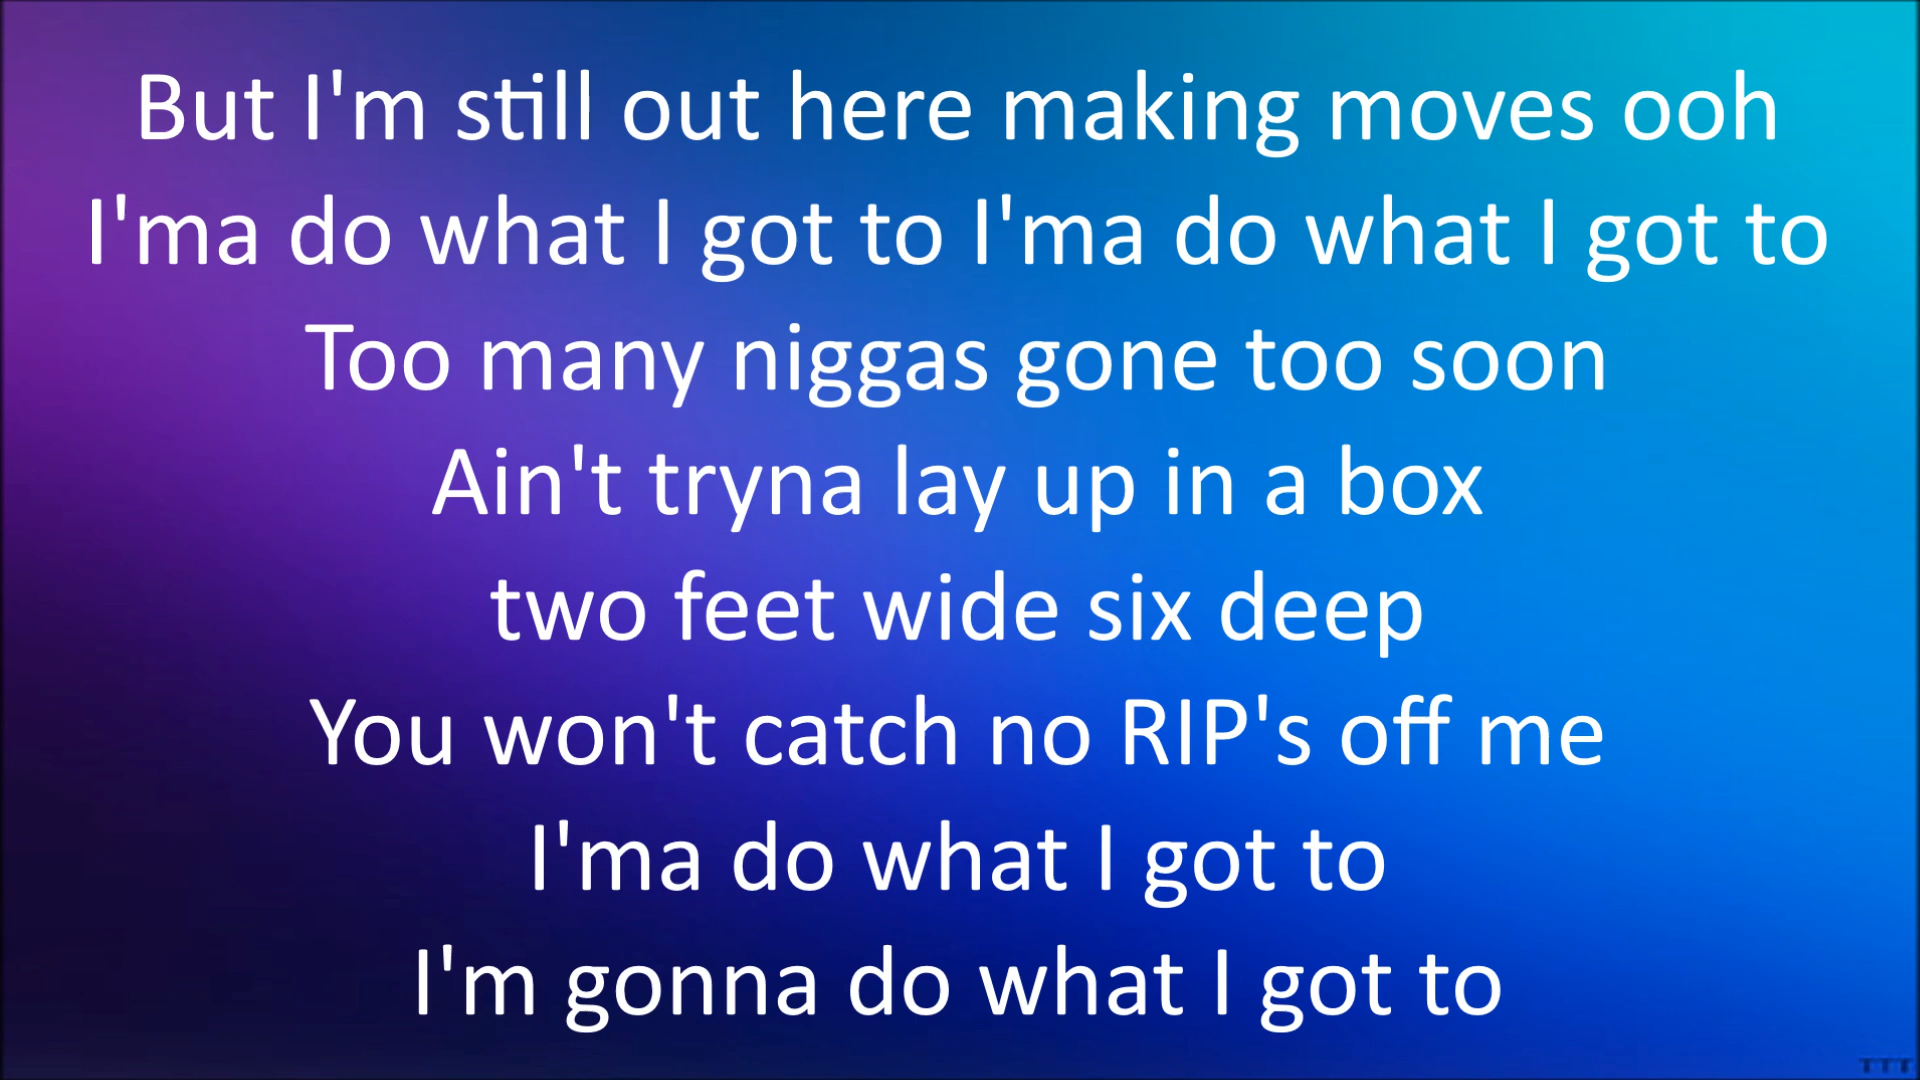 But I'm still out here making moves ooh
I'ma do what I got to I'ma do what I got to
Too many niggas gone too soon
Ain't tryna lay up in a box
two feet wide six deep
You won't catch no RIP's off me
I'ma do what I got to
I'm gonna do what I got to
TTT